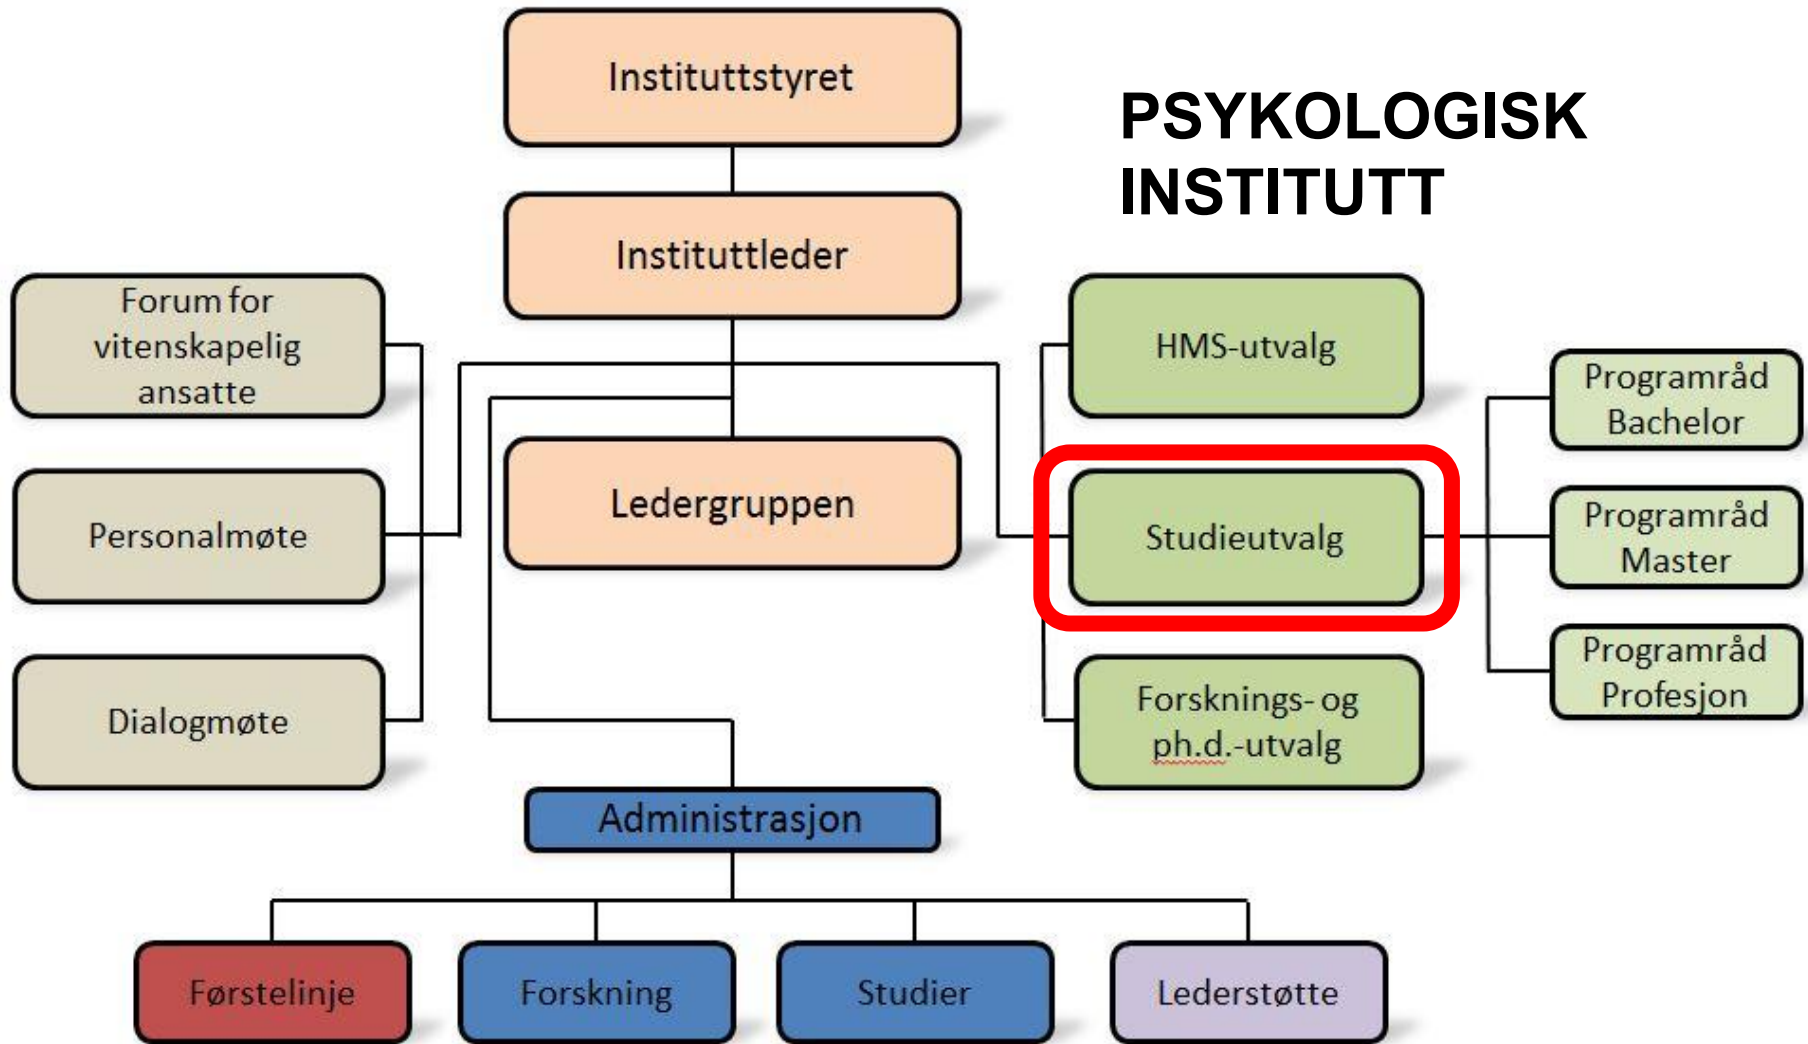 Instituttstyret
PSYKOLOGISK
INSTITUTT
Instituttleder
Forum for
vitenskapelig
ansatte
HMS-utvalg
Programråd
Bachelor
Ledergruppen
Personalmøte
Studieutvalg
Programråd
Master
Dialogmøte
Forsknings- og
ph.d.-utvalg
Programråd
Profesjon
Administrasjon
Førstelinje
Forskning
Studier
Lederstøtte